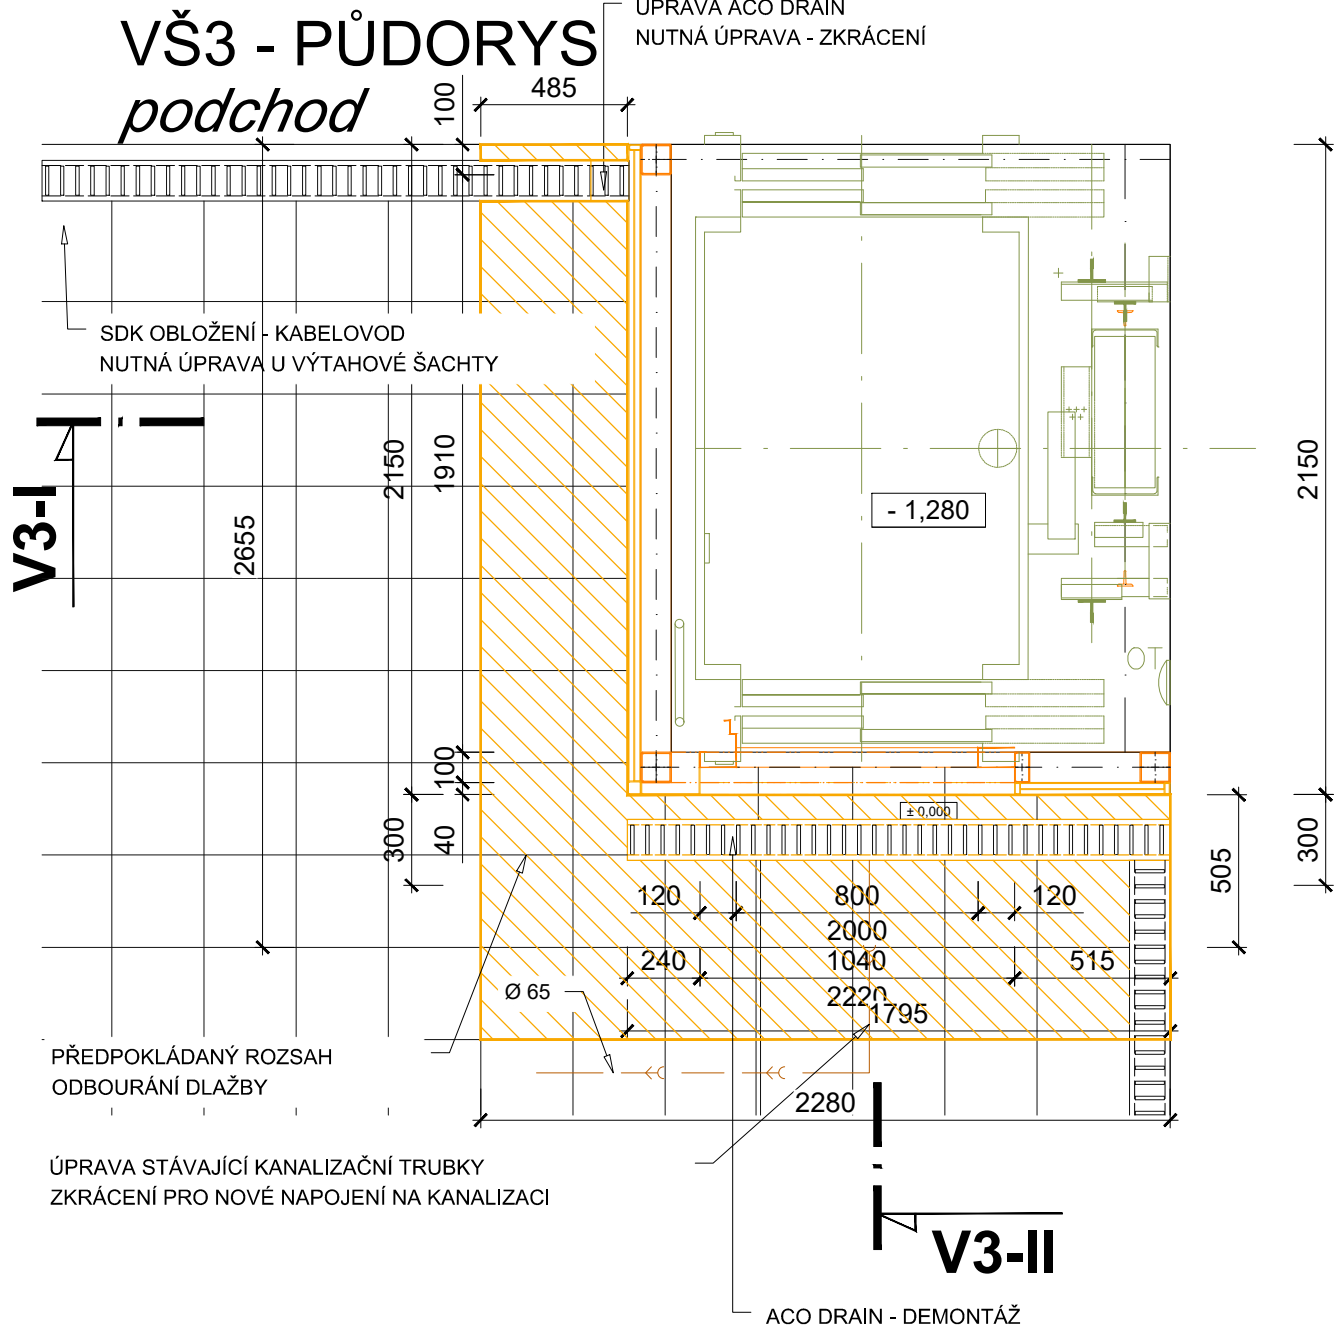 ÚPRAVA ACO DRAIN
NUTNÁ ÚPRAVA - ZKRÁCENÍ
VŠ3 - PŮDORYS
podchod
485
100
SDK OBLOŽENÍ - KABELOVOD
NUTNÁ ÚPRAVA U VÝTAHOVÉ ŠACHTY
2150
1910
2150
V3-I
2655
- 1,280
100
300
40
± 0,000
505
300
120
800
120
2000
240
1040
515
2220
1795
Ø 65
PŘEDPOKLÁDANÝ ROZSAH
ODBOURÁNÍ DLAŽBY
2280
ÚPRAVA STÁVAJÍCÍ KANALIZAČNÍ TRUBKY
ZKRÁCENÍ PRO NOVÉ NAPOJENÍ NA KANALIZACI
V3-II
ACO DRAIN - DEMONTÁŽ
OT